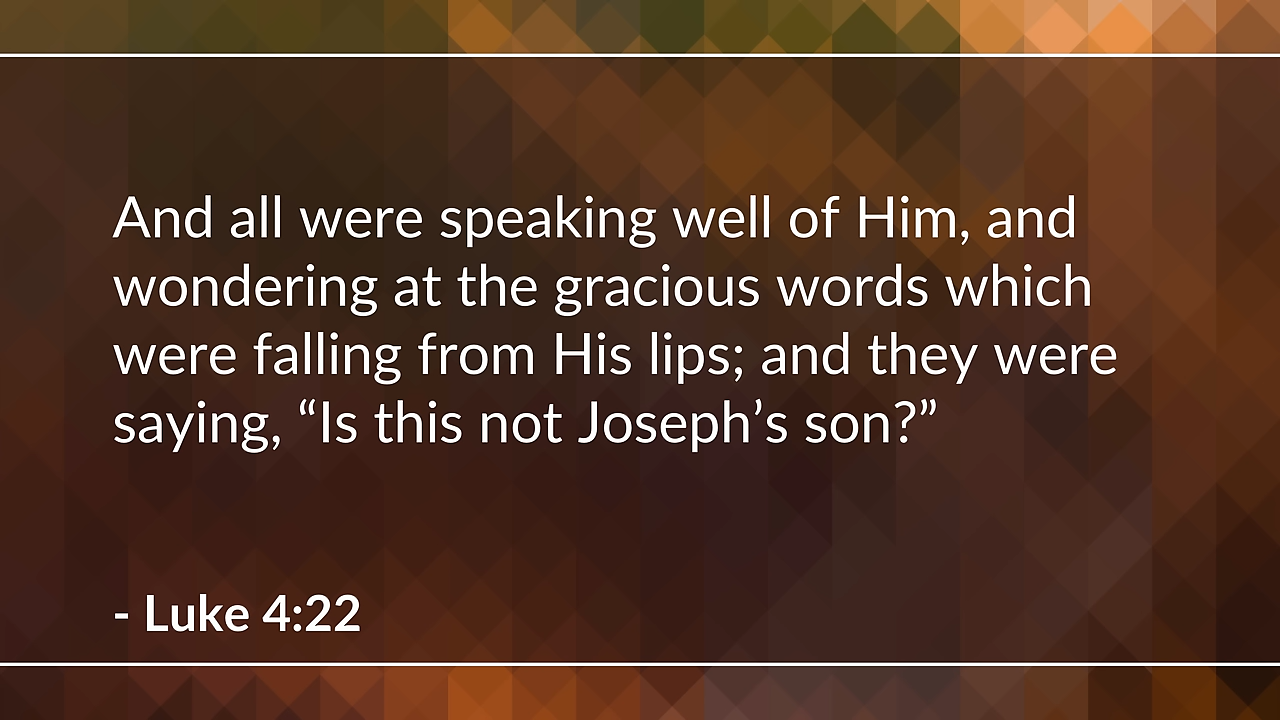 And all were speaking well of Him, and
wondering at the gracious words which
were falling from His lips; and they were
saying, “Is this not Joseph’s son?”
- Luke 4:22